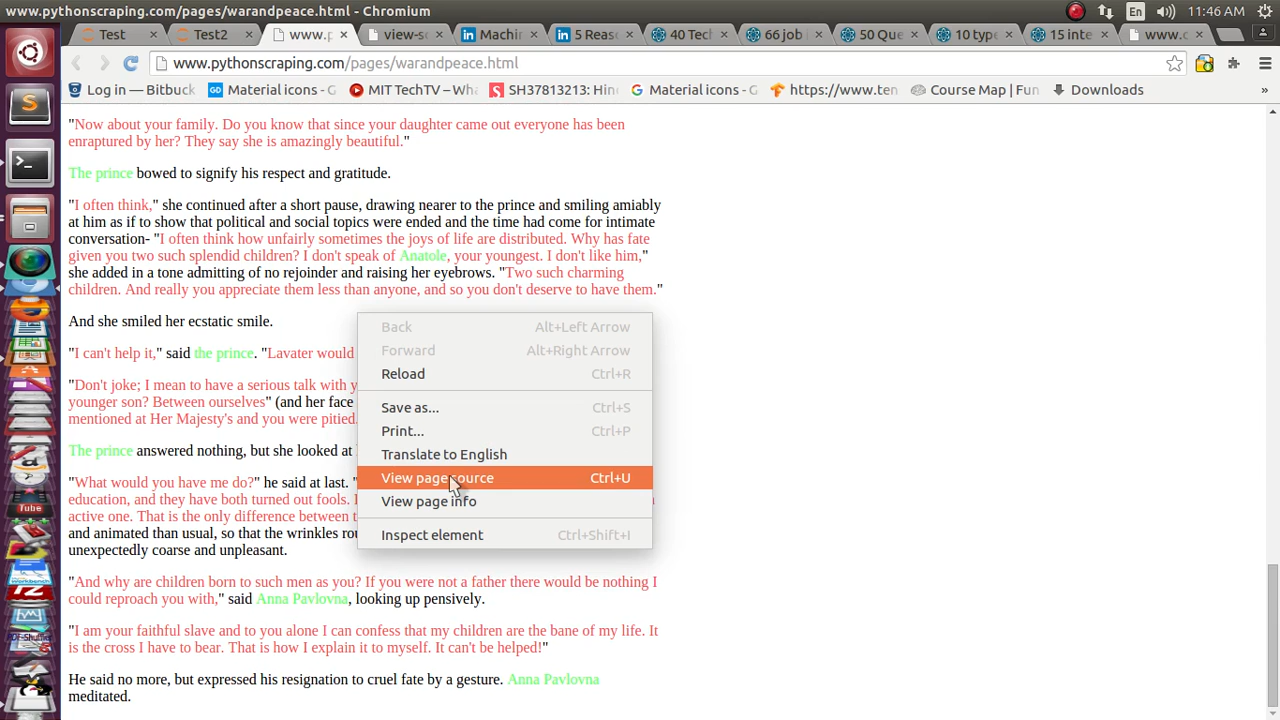 www.pythonscraping.com/pages/warandpeace.html - Chromium
En
11:46 AM
Test
Test2
www.p
view-so
Machin
5 Reaso
40 Tech
66 job
50 Que
10 type
15 inte
www.c
www.pythonscraping.com/pages/warandpeace.html
Log in — Bitbuck
Material icons - G
MIT TechTV – Wha
SH37813213: Hind
Material icons - G
https://www.ten
Course Map | Fun
Downloads
»
"Now about your family. Do you know that since your daughter came out everyone has been
enraptured by her? They say she is amazingly beautiful."
The prince bowed to signify his respect and gratitude.
"I often think," she continued after a short pause, drawing nearer to the prince and smiling amiably
at him as if to show that political and social topics were ended and the time had come for intimate
conversation- "I often think how unfairly sometimes the joys of life are distributed. Why has fate
given you two such splendid children? I don't speak of Anatole, your youngest. I don't like him,"
she added in a tone admitting of no rejoinder and raising her eyebrows. "Two such charming
children. And really you appreciate them less than anyone, and so you don't deserve to have them."
And she smiled her ecstatic smile.
"I can't help it," said the prince. "Lavater would
"Don't joke; I mean to have a serious talk with y
younger son? Between ourselves" (and her face
mentioned at Her Majesty's and you were pitied.
The prince answered nothing, but she looked at
"What would you have me do?" he said at last. "
education, and they have both turned out fools. I
active one. That is the only difference between t
and animated than usual, so that the wrinkles rou
unexpectedly coarse and unpleasant.
"And why are children born to such men as you? If you were not a father there would be nothing I
could reproach you with," said Anna Pavlovna, looking up pensively.
"I am your faithful slave and to you alone I can confess that my children are the bane of my life. It
is the cross I have to bear. That is how I explain it to myself. It can't be helped!"
He said no more, but expressed his resignation to cruel fate by a gesture. Anna Pavlovna
meditated.
Back Alt+Left Arrow
Forward Alt+Right Arrow
Reload Ctrl+R
Save as... Ctrl+S
Print... Ctrl+P
Translate to English
View page source Ctrl+U
View page info
Inspect element Ctrl+Shift+I
Tube